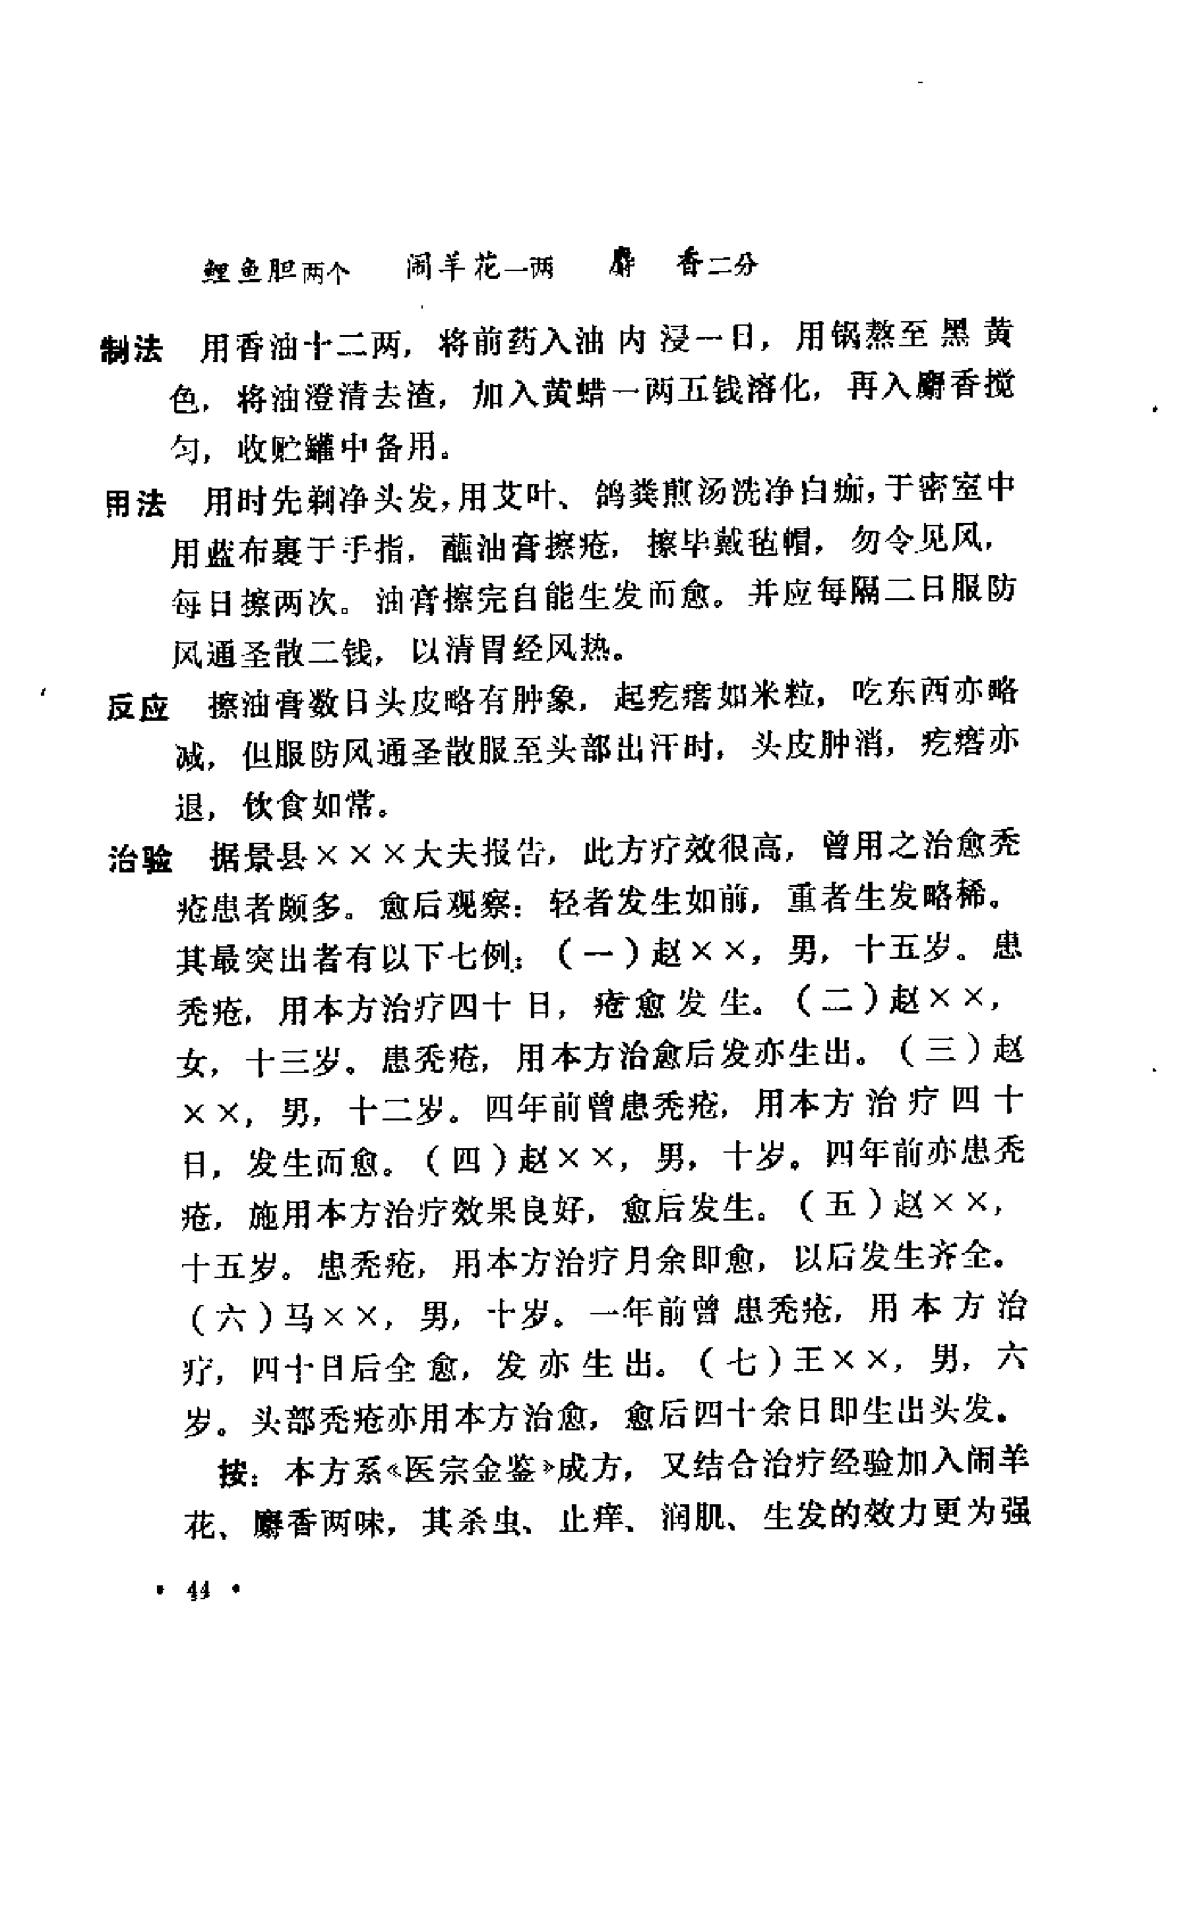 鲤鱼胆两个　闹羊花一两　麝　香二分
制法　用香油十二两，将前药入油内浸一日，用锅熬至黑黄
色，将油澄清去渣，加入黄蜡一两五钱溶化，再入麝香搅
匀，收贮罐中备用。
用法　用时先剃净头发，用艾叶、鸽粪煎汤洗净白痂，于密室中
用蓝布裹于手指，蘸油膏擦疮，擦毕戴毡帽，勿令见风，
每日擦两次。油膏擦完自能生发而愈。并应每隔二日服防
风通圣散二钱，以清胃经风热。
反应　擦油膏数日头皮略有肿象，起疙瘩如米粒，吃东西亦略
减，但服防风通圣散服至头部出汗时，头皮肿消，疙瘩亦
退，饮食如常。
治验　据景县×××大夫报告，此方疗效很高，曾用之治愈秃
疮患者颇多。愈后观察：轻者发生如前，重者生发略稀。
其最突出者有以下七例：（一）赵××，男，十五岁。患
秃疮，用本方治疗四十日，疮愈发生。（二）赵××，
女，十三岁。患秃疮，用本方治愈后发亦生出。（三）赵
××，男，十二岁。四年前曾患秃疮，用本方治疗四十
日，发生而愈。（四）赵××，男，十岁。四年前亦患秃
疮，施用本方治疗效果良好，愈后发生。（五）赵××，
十五岁。患秃疮，用本方治疗月余即愈，以后发生齐全。
（六）马××，男，十岁。一年前曾患秃疮，用本方治
疗，四十日后全愈，发亦生出。（七）王××，男，六
岁。头部秃疮亦用本方治愈，愈后四十余日即生出头发。
按：本方系《医宗金鉴》成方，又结合治疗经验加入闹羊
花、麝香两味，其杀虫、止痒、润肌、生发的效力更为强
· 44 ·